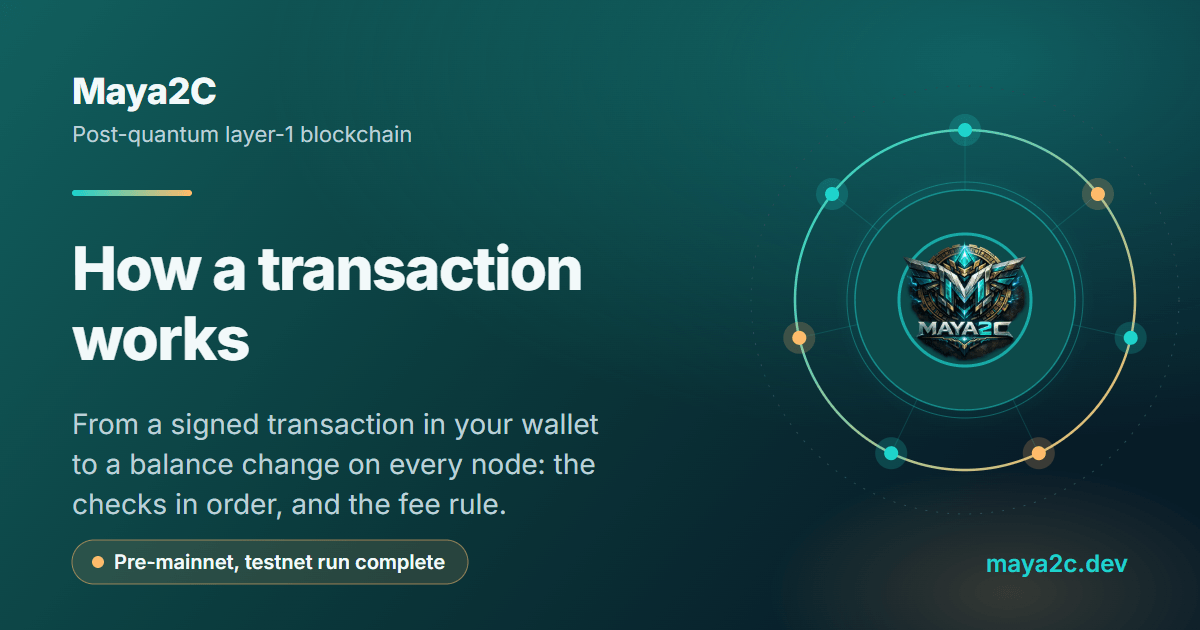 Maya2C
Post-quantum layer-1 blockchain
How a transaction
works
From a signed transaction in your wallet
to a balance change on every node: the
checks in order, and the fee rule.
Pre-mainnet, testnet run complete
MAYA2C
maya2c.dev